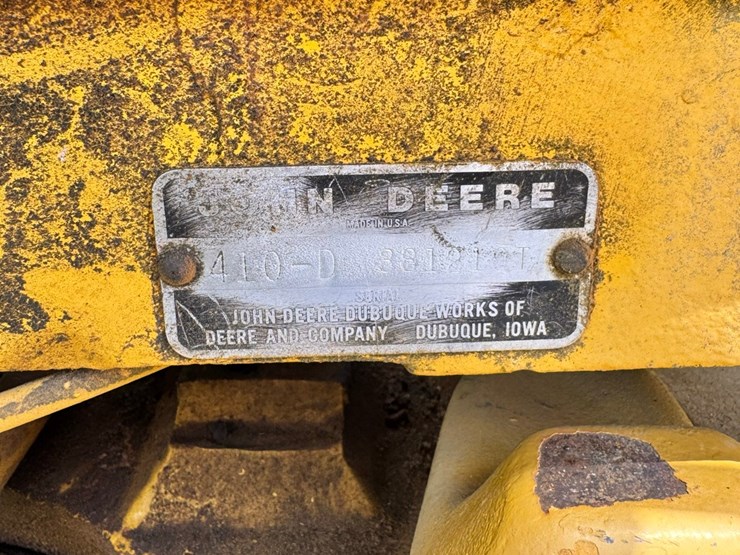 JOHN DEERE
MADE IN U.S.A.
410-D
SERIAL
JOHN DEERE DUBUQUE WORKS OF
DEERE AND COMPANY DUBUQUE, IOWA